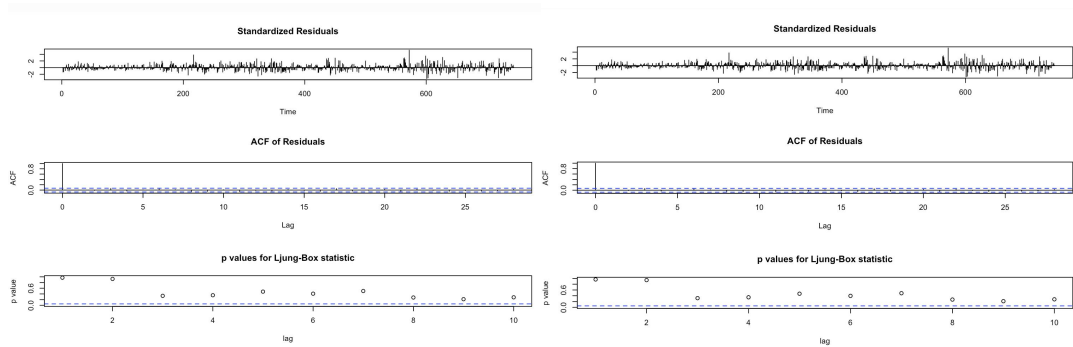 Standardized Residuals
2
-2
0 200 400 600
Time
ACF of Residuals
ACF
0.8
0.0
0 5 10 15 20 25
Lag
p values for Ljung-Box statistic
p value
0.6
0.0
2 4 6 8 10
lag
Standardized Residuals
2
-2
0 200 400 600
Time
ACF of Residuals
ACF
0.8
0.0
0 5 10 15 20 25
Lag
p values for Ljung-Box statistic
p value
0.6
0.0
2 4 6 8 10
lag